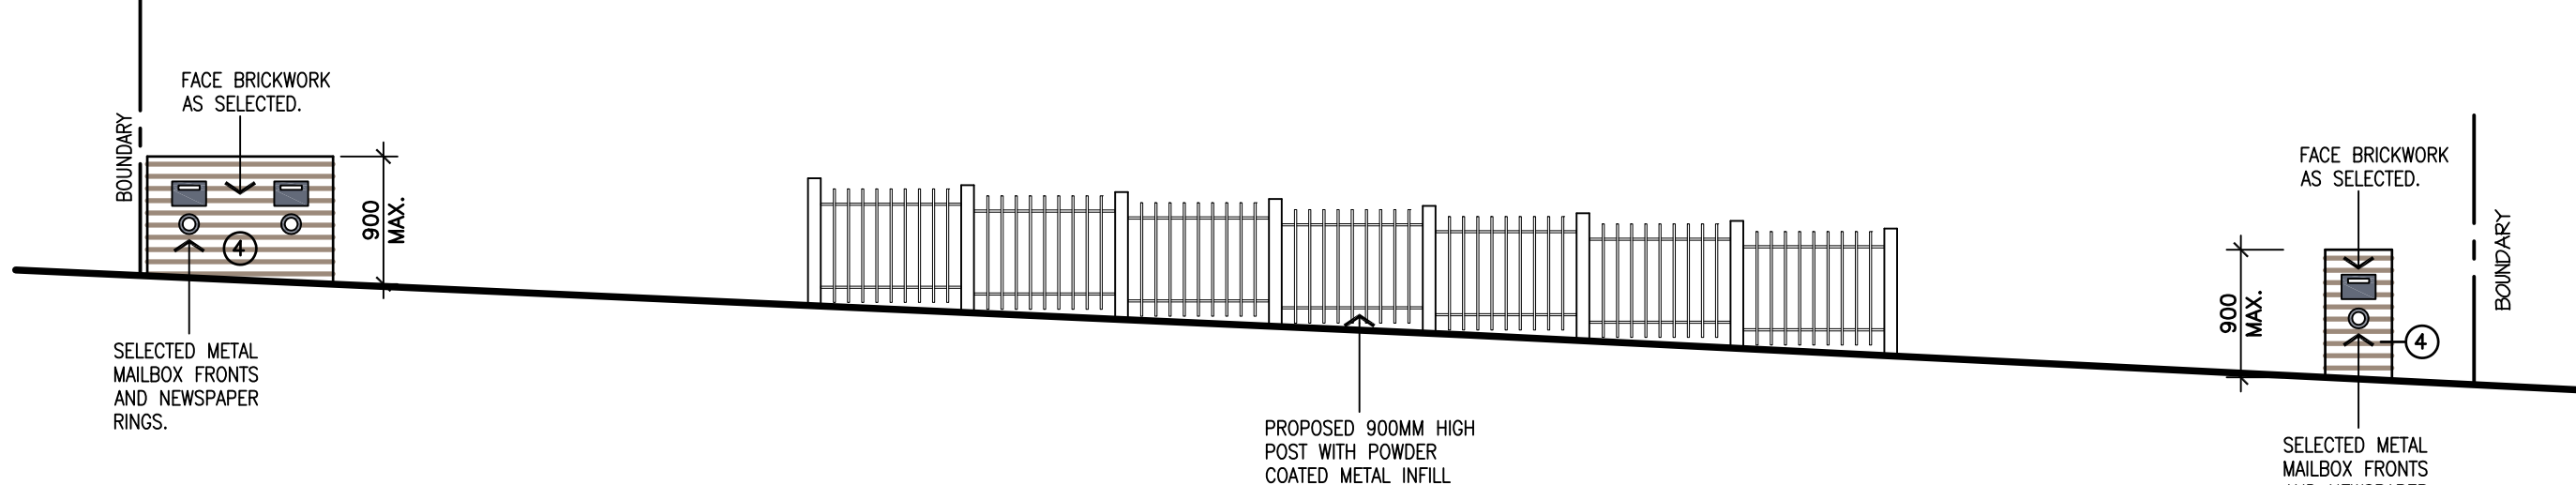 FACE BRICKWORK
AS SELECTED.
BOUNDARY
900
MAX.
4
SELECTED METAL
MAILBOX FRONTS
AND NEWSPAPER
RINGS.
PROPOSED 900MM HIGH
POST WITH POWDER
COATED METAL INFILL
FACE BRICKWORK
AS SELECTED.
BOUNDARY
900
MAX.
4
SELECTED METAL
MAILBOX FRONTS